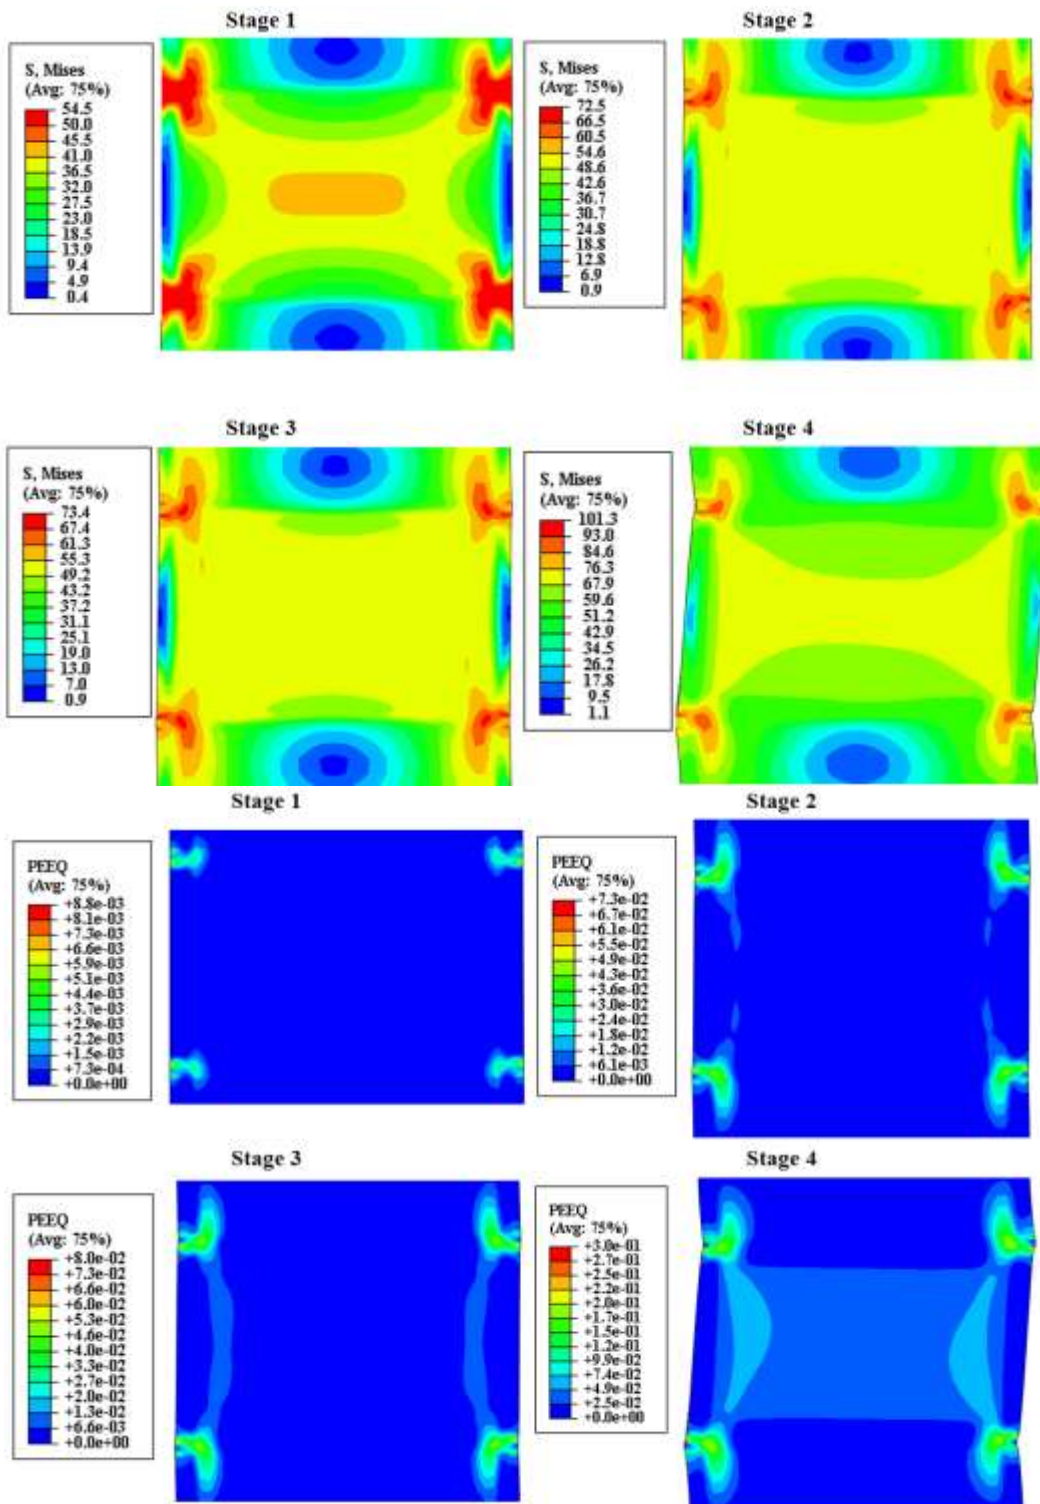 Stage 1
S, Mises
(Avg: 75%)
54.5
50.0
45.5
41.0
36.5
32.0
27.5
23.0
18.5
13.9
9.4
4.9
0.4
Stage 2
S, Mises
(Avg: 75%)
72.5
66.5
60.5
54.6
48.6
42.6
36.7
30.7
24.8
18.8
12.8
6.9
0.9
Stage 3
S, Mises
(Avg: 75%)
73.4
67.4
61.3
55.3
49.2
43.2
37.2
31.1
25.1
19.0
13.0
7.0
0.9
Stage 4
S, Mises
(Avg: 75%)
101.3
93.0
84.6
76.3
67.9
59.6
51.2
42.9
34.5
26.2
17.8
9.5
1.1
Stage 1
PEEQ
(Avg: 75%)
+8.8e-03
+8.1e-03
+7.3e-03
+6.6e-03
+5.9e-03
+5.1e-03
+4.4e-03
+3.7e-03
+2.9e-03
+2.2e-03
+1.5e-03
+7.3e-04
+0.0e+00
Stage 2
PEEQ
(Avg: 75%)
+7.3e-02
+6.7e-02
+6.1e-02
+5.5e-02
+4.9e-02
+4.3e-02
+3.6e-02
+3.0e-02
+2.4e-02
+1.8e-02
+1.2e-02
+6.1e-03
+0.0e+00
Stage 3
PEEQ
(Avg: 75%)
+8.0e-02
+7.3e-02
+6.6e-02
+6.0e-02
+5.3e-02
+4.6e-02
+4.0e-02
+3.3e-02
+2.7e-02
+2.0e-02
+1.3e-02
+6.6e-03
+0.0e+00
Stage 4
PEEQ
(Avg: 75%)
+3.0e-01
+2.7e-01
+2.5e-01
+2.2e-01
+2.0e-01
+1.7e-01
+1.5e-01
+1.2e-01
+9.9e-02
+7.4e-02
+4.9e-02
+2.5e-02
+0.0e+00